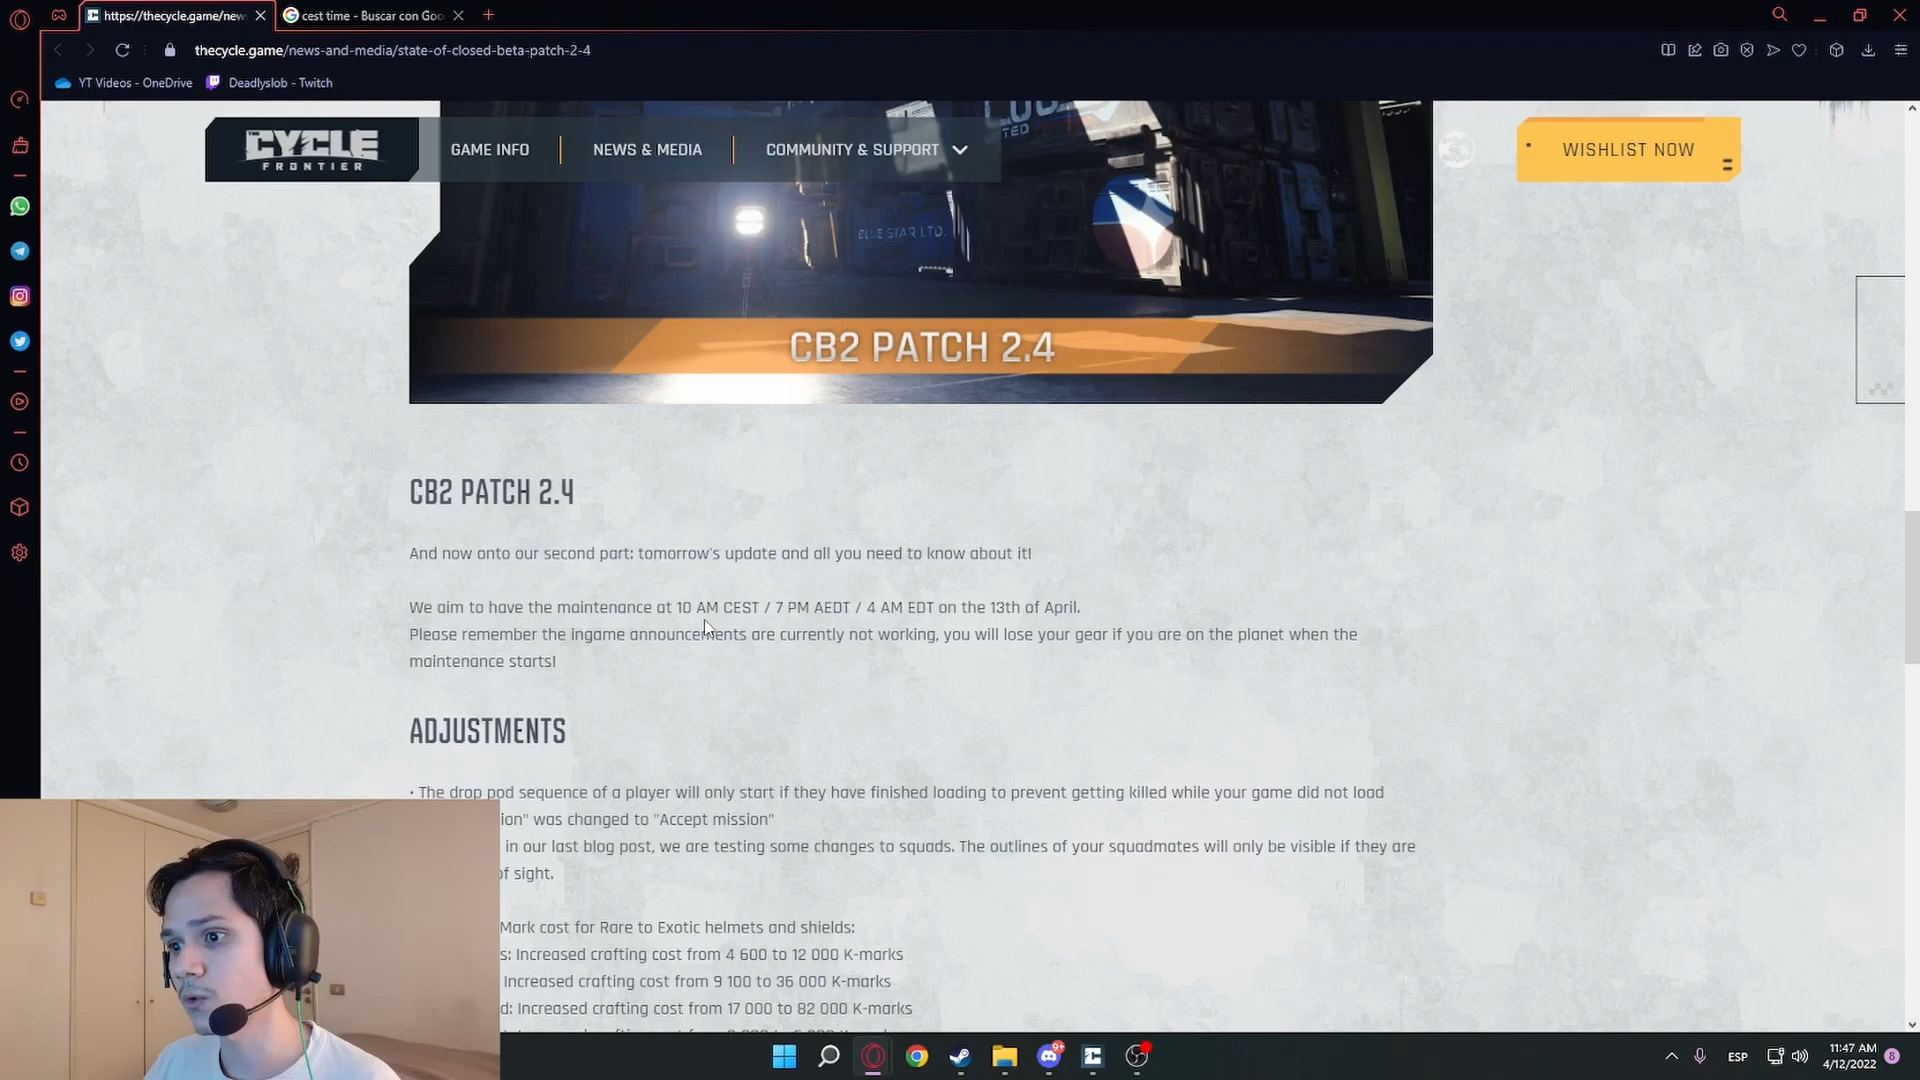 https://thecycle.game/new
cest time - Buscar con Goo
thecycle.game/news-and-media/state-of-closed-beta-patch-2-4
YT Videos - OneDrive
Deadlyslob - Twitch
THE
CYCLE
FRONTIER
GAME INFO
NEWS & MEDIA
COMMUNITY & SUPPORT
WISHLIST NOW
BLUE STAR LTD.
CB2 PATCH 2.4
CB2 PATCH 2.4
And now onto our second part: tomorrow's update and all you need to know about it!
We aim to have the maintenance at 10 AM CEST / 7 PM AEDT / 4 AM EDT on the 13th of April.
Please remember the ingame announcements are currently not working, you will lose your gear if you are on the planet when the
maintenance starts!
ADJUSTMENTS
• The drop pod sequence of a player will only start if they have finished loading to prevent getting killed while your game did not load
ion" was changed to "Accept mission"
in our last blog post, we are testing some changes to squads. The outlines of your squadmates will only be visible if they are
of sight.
Mark cost for Rare to Exotic helmets and shields:
s: Increased crafting cost from 4 600 to 12 000 K-marks
: Increased crafting cost from 9 100 to 36 000 K-marks
d: Increased crafting cost from 17 000 to 82 000 K-marks
9+
ESP
11:47 AM
4/12/2022
8